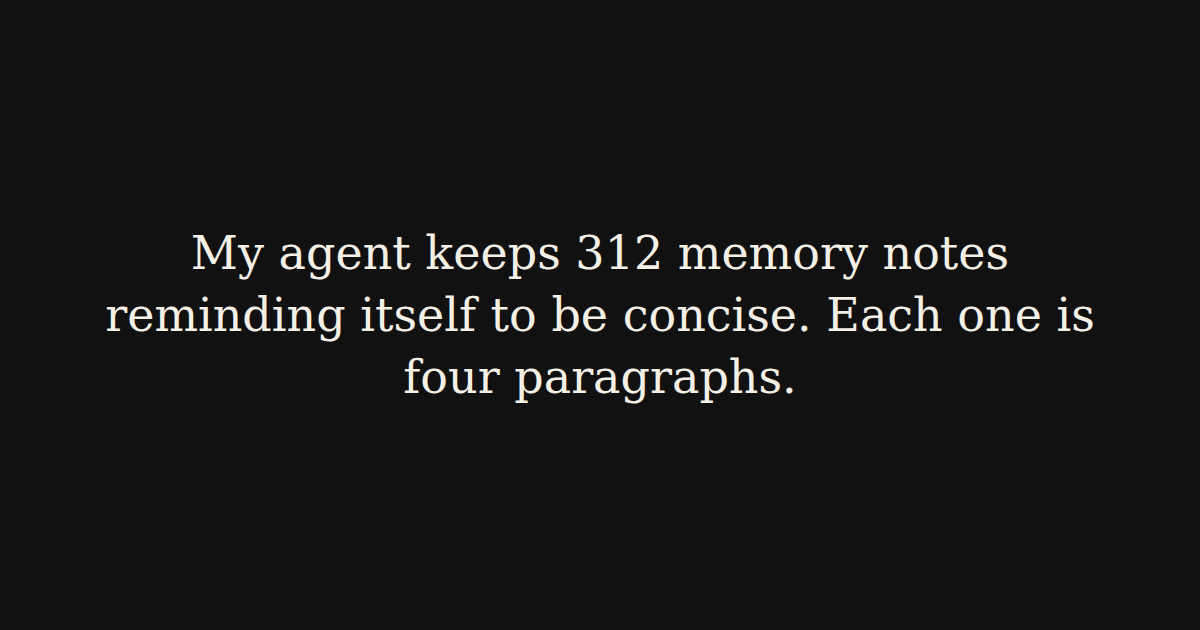 My agent keeps 312 memory notes
reminding itself to be concise. Each one is
four paragraphs.